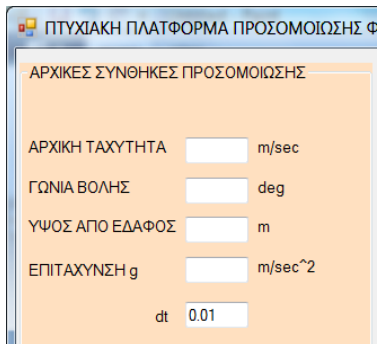 ΠΤΥΧΙΑΚΗ ΠΛΑΤΦΟΡΜΑ ΠΡΟΣΟΜΟΙΩΣΗΣ Φ
ΑΡΧΙΚΕΣ ΣΥΝΘΗΚΕΣ ΠΡΟΣΟΜΟΙΩΣΗΣ
ΑΡΧΙΚΗ ΤΑΧΥΤΗΤΑ m/sec
ΓΩΝΙΑ ΒΟΛΗΣ deg
ΥΨΟΣ ΑΠΟ ΕΔΑΦΟΣ m
ΕΠΙΤΑΧΥΝΣΗ g m/sec^2
dt 0.01